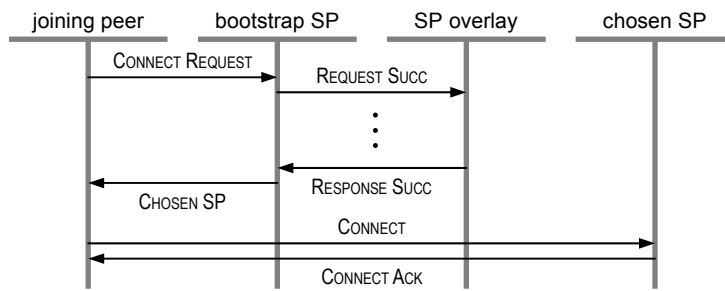 joining peer bootstrap SP SP overlay chosen SP
CONNECT REQUEST
REQUEST SUCC
RESPONSE SUCC
CHOSEN SP
CONNECT
CONNECT ACK